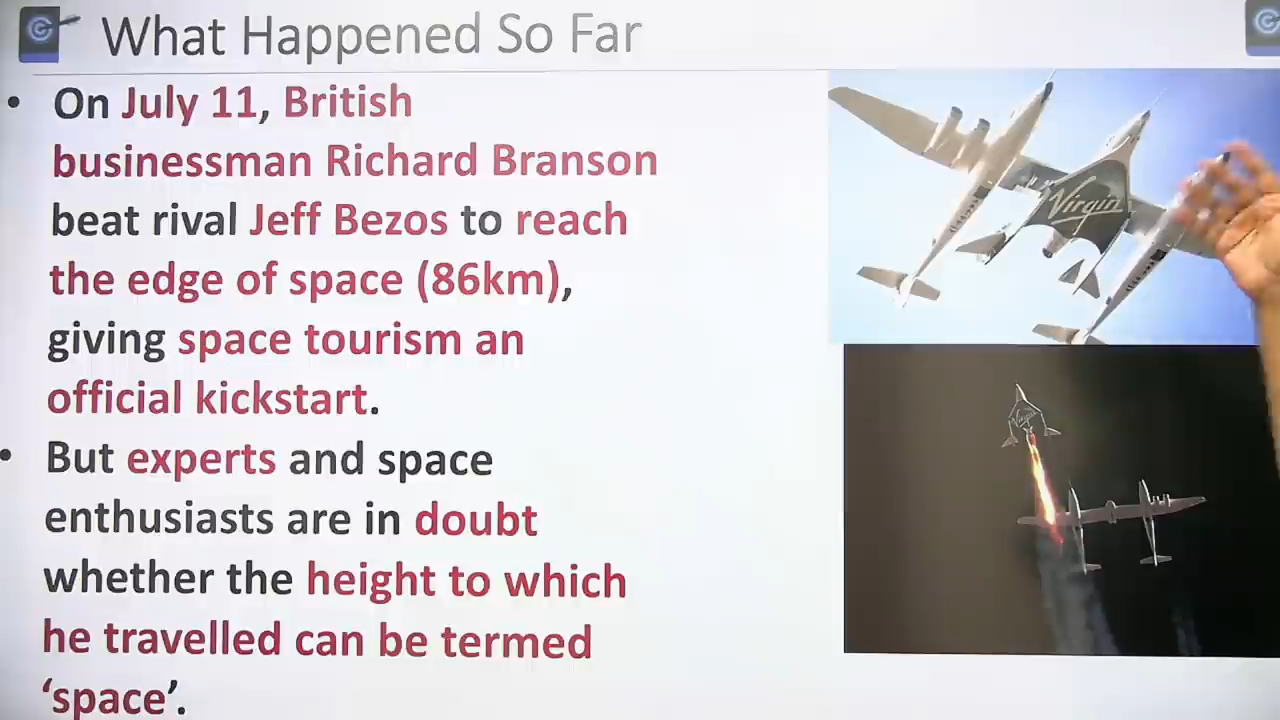 What Happened So Far
• On July 11, British
businessman Richard Branson
beat rival Jeff Bezos to reach
the edge of space (86km),
giving space tourism an
official kickstart.
• But experts and space
enthusiasts are in doubt
whether the height to which
he travelled can be termed
‘space’.
Virgin
Virgin